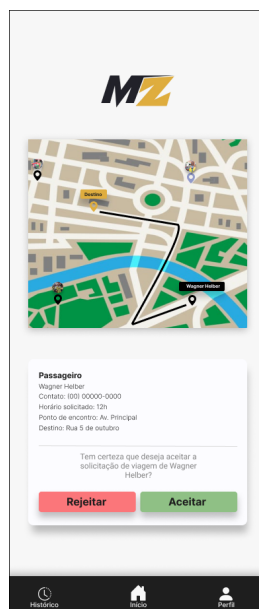 MZ
Destino
Wagner Helber
Passageiro
Wagner Helber
Contato: (00) 00000-0000
Horário solicitado: 12h
Ponto de encontro: Av. Principal
Destino: Rua 5 de outubro
Tem certeza que deseja aceitar a
solicitação de viagem de Wagner
Helber?
Rejeitar Aceitar
Histórico Início Perfil